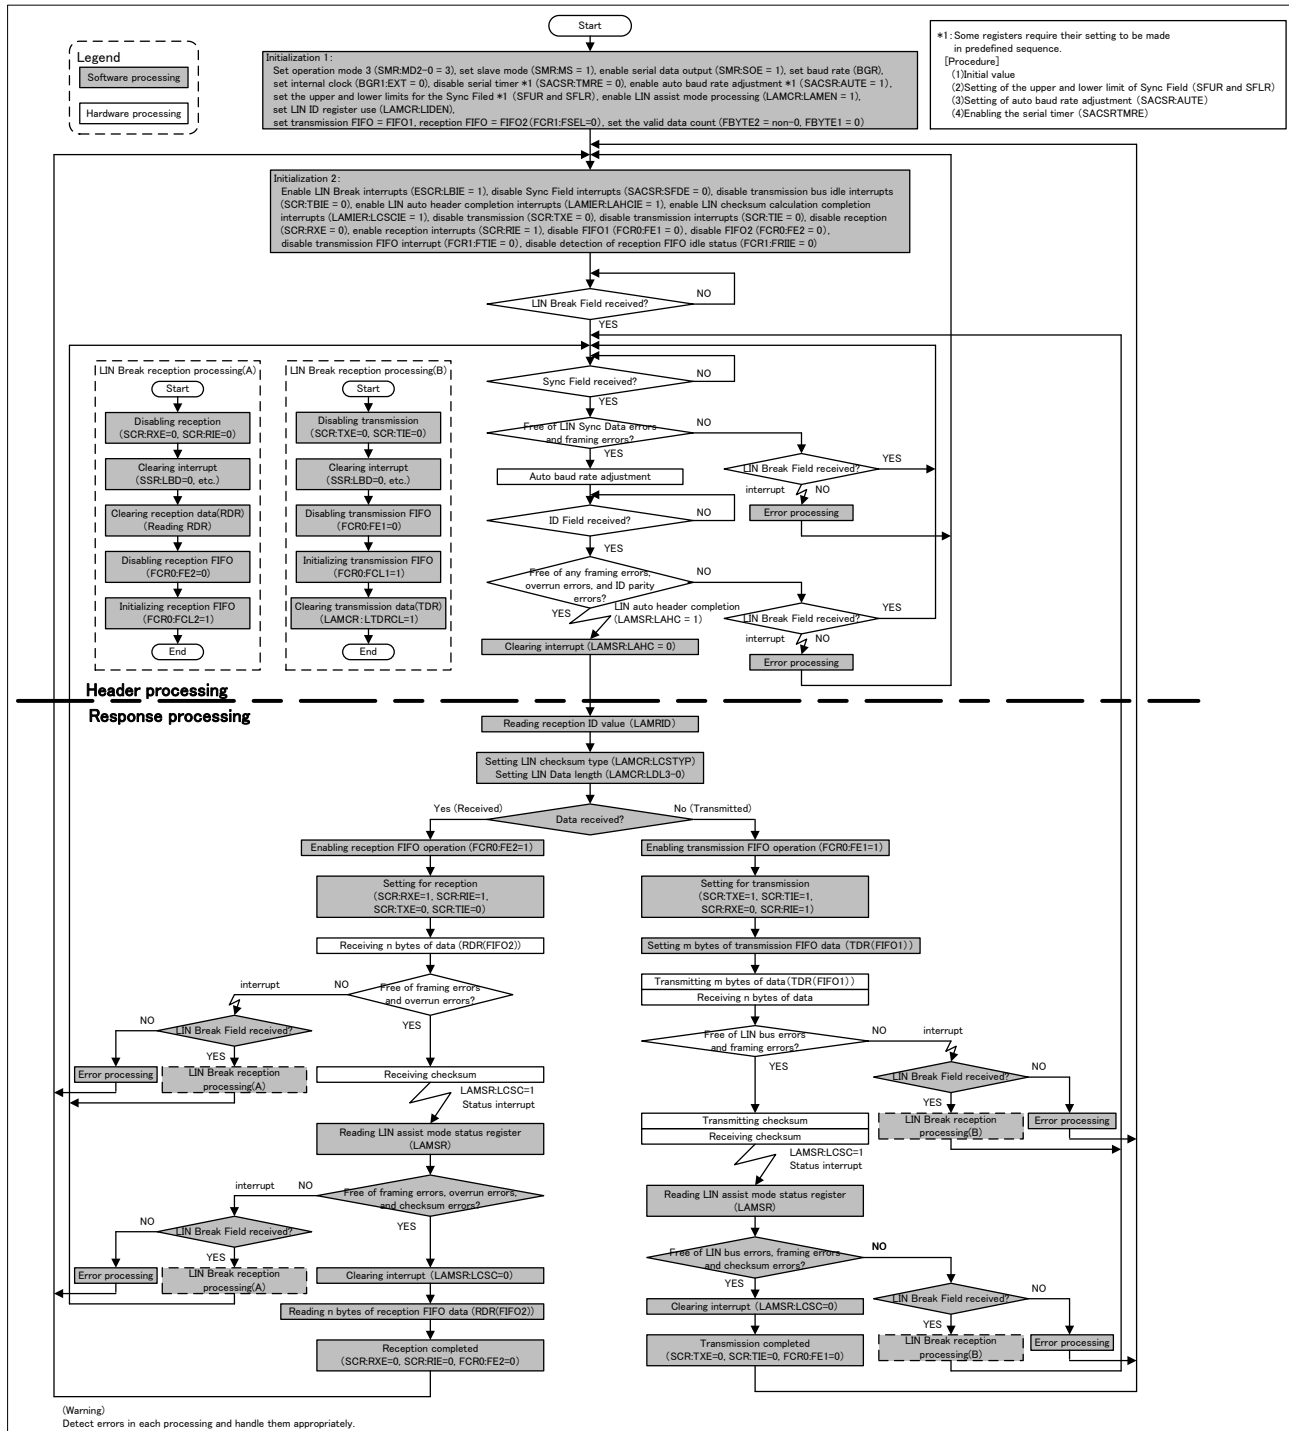 Start
Legend
Software processing
Hardware processing
*1: Some registers require their setting to be made
in predefined sequence.
[Procedure]
(1)Initial value
(2)Setting of the upper and lower limit of Sync Field (SFUR and SFLR)
(3)Setting of auto baud rate adjustment (SACSR:AUTE)
(4)Enabling the serial timer (SACSRTMRE)
Initialization 1:
Set operation mode 3 (SMR:MD2-0 = 3), set slave mode (SMR:MS = 1), enable serial data output (SMR:SOE = 1), set baud rate (BGR),
set internal clock (BGR1:EXT = 0), disable serial timer *1 (SACSR:TMRE = 0), enable auto baud rate adjustment *1 (SACSR:AUTE = 1),
set the upper and lower limits for the Sync Filed *1 (SFUR and SFLR), enable LIN assist mode processing (LAMCR:LAMEN = 1),
set LIN ID register use (LAMCR:LIDEN),
set transmission FIFO = FIFO1, reception FIFO = FIFO2(FCR1:FSEL=0), set the valid data count (FBYTE2 = non-0, FBYTE1 = 0)
Initialization 2:
Enable LIN Break interrupts (ESCR:LBIE = 1), disable Sync Field interrupts (SACSR:SFDE = 0), disable transmission bus idle interrupts
(SCR:TBIE = 0), enable LIN auto header completion interrupts (LAMIER:LAHCIE = 1), enable LIN checksum calculation completion
interrupts (LAMIER:LCSCIE = 1), disable transmission (SCR:TXE = 0), disable transmission interrupts (SCR:TIE = 0), disable reception
(SCR:RXE = 0), enable reception interrupts (SCR:RIE = 1), disable FIFO1 (FCR0:FE1 = 0), disable FIFO2 (FCR0:FE2 = 0),
disable transmission FIFO interrupt (FCR1:FTIE = 0), disable detection of reception FIFO idle status (FCR1:FRIIE = 0)
LIN Break Field received?
NO
YES
LIN Break reception processing(A)
Start
Disabling reception
(SCR:RXE=0, SCR:RIE=0)
Clearing interrupt
(SSR:LBD=0, etc.)
Clearing reception data(RDR)
(Reading RDR)
Disabling reception FIFO
(FCR0:FE2=0)
Initializing reception FIFO
(FCR0:FCL2=1)
End
LIN Break reception processing(B)
Start
Disabling transmission
(SCR:TXE=0, SCR:TIE=0)
Clearing interrupt
(SSR:LBD=0, etc.)
Disabling transmission FIFO
(FCR0:FE1=0)
Initializing transmission FIFO
(FCR0:FCL1=1)
Clearing transmission data(TDR)
(LAMCR:LTDRCL=1)
End
Sync Field received?
NO
YES
Free of LIN Sync Data errors
and framing errors?
NO
YES
LIN Break Field received?
YES
interrupt
NO
Error processing
Auto baud rate adjustment
ID Field received?
NO
YES
Free of any framing errors,
overrun errors, and ID parity
errors?
NO
YES
LIN auto header completion
(LAMSR:LAHC = 1)
LIN Break Field received?
YES
interrupt
NO
Error processing
Clearing interrupt (LAMSR:LAHC = 0)
Header processing
Response processing
Reading reception ID value (LAMRID)
Setting LIN checksum type (LAMCR:LCSTYP)
Setting LIN Data length (LAMCR:LDL3-0)
Yes (Received)
No (Transmitted)
Data received?
Enabling reception FIFO operation (FCR0:FE2=1)
Setting for reception
(SCR:RXE=1, SCR:RIE=1,
SCR:TXE=0, SCR:TIE=0)
Receiving n bytes of data (RDR(FIFO2))
Free of framing errors
and overrun errors?
NO
interrupt
YES
LIN Break Field received?
NO
YES
Error processing
LIN Break reception
processing(A)
Receiving checksum
LAMSR:LCSC=1
Status interrupt
Reading LIN assist mode status register
(LAMSR)
Free of framing errors, overrun errors,
and checksum errors?
NO
interrupt
YES
LIN Break Field received?
NO
YES
Error processing
LIN Break reception
processing(A)
Clearing interrupt (LAMSR:LCSC=0)
Reading n bytes of reception FIFO data (RDR(FIFO2))
Reception completed
(SCR:RXE=0, SCR:RIE=0, FCR0:FE2=0)
Enabling transmission FIFO operation (FCR0:FE1=1)
Setting for transmission
(SCR:TXE=1, SCR:TIE=1,
SCR:RXE=0, SCR:RIE=1)
Setting m bytes of transmission FIFO data (TDR(FIFO1))
Transmitting m bytes of data(TDR(FIFO1))
Receiving n bytes of data
Free of LIN bus errors
and framing errors?
NO
interrupt
YES
LIN Break Field received?
NO
YES
LIN Break reception
processing(B)
Error processing
Transmitting checksum
Receiving checksum
LAMSR:LCSC=1
Status interrupt
Reading LIN assist mode status register
(LAMSR)
Free of LIN bus errors, framing errors
and checksum errors?
NO
YES
LIN Break Field received?
NO
YES
LIN Break reception
processing(B)
Error processing
Clearing interrupt (LAMSR:LCSC=0)
Transmission completed
(SCR:TXE=0, SCR:TIE=0, FCR0:FE1=0)
(Warning)
Detect errors in each processing and handle them appropriately.